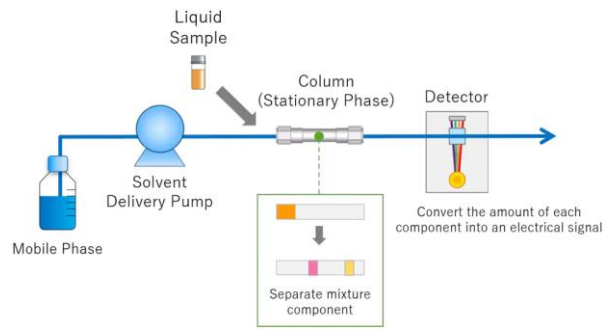 Liquid
Sample
Column
(Stationary Phase)
Detector
Solvent
Delivery Pump
Mobile Phase
Convert the amount of each
component into an electrical signal
Separate mixture
component